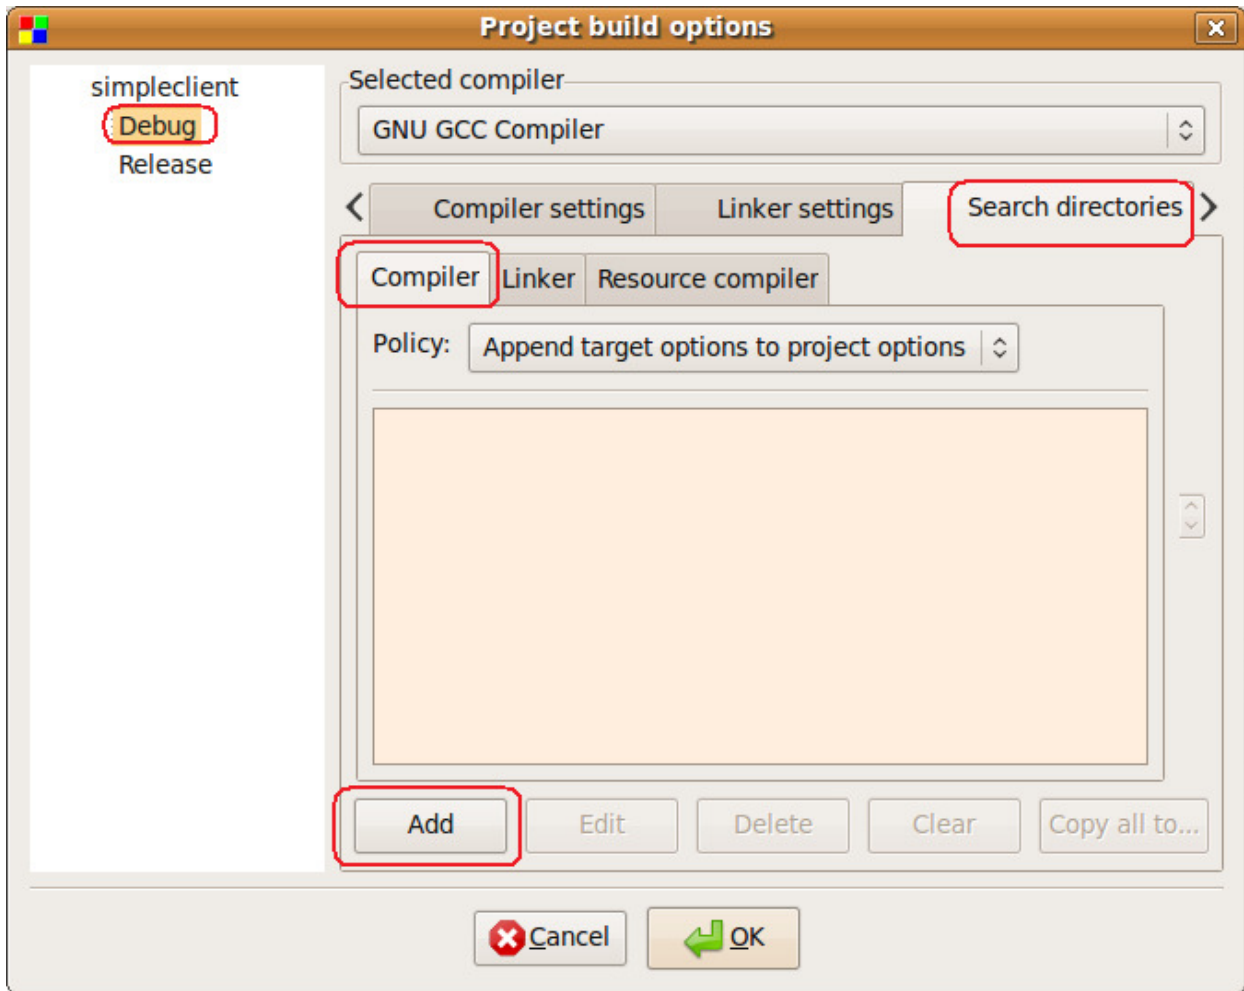 Project build options
simpleclient
Debug
Release
Selected compiler
GNU GCC Compiler
Compiler settings
Linker settings
Search directories
Compiler
Linker
Resource compiler
Policy:
Append target options to project options
Add
Edit
Delete
Clear
Copy all to...
Cancel
OK